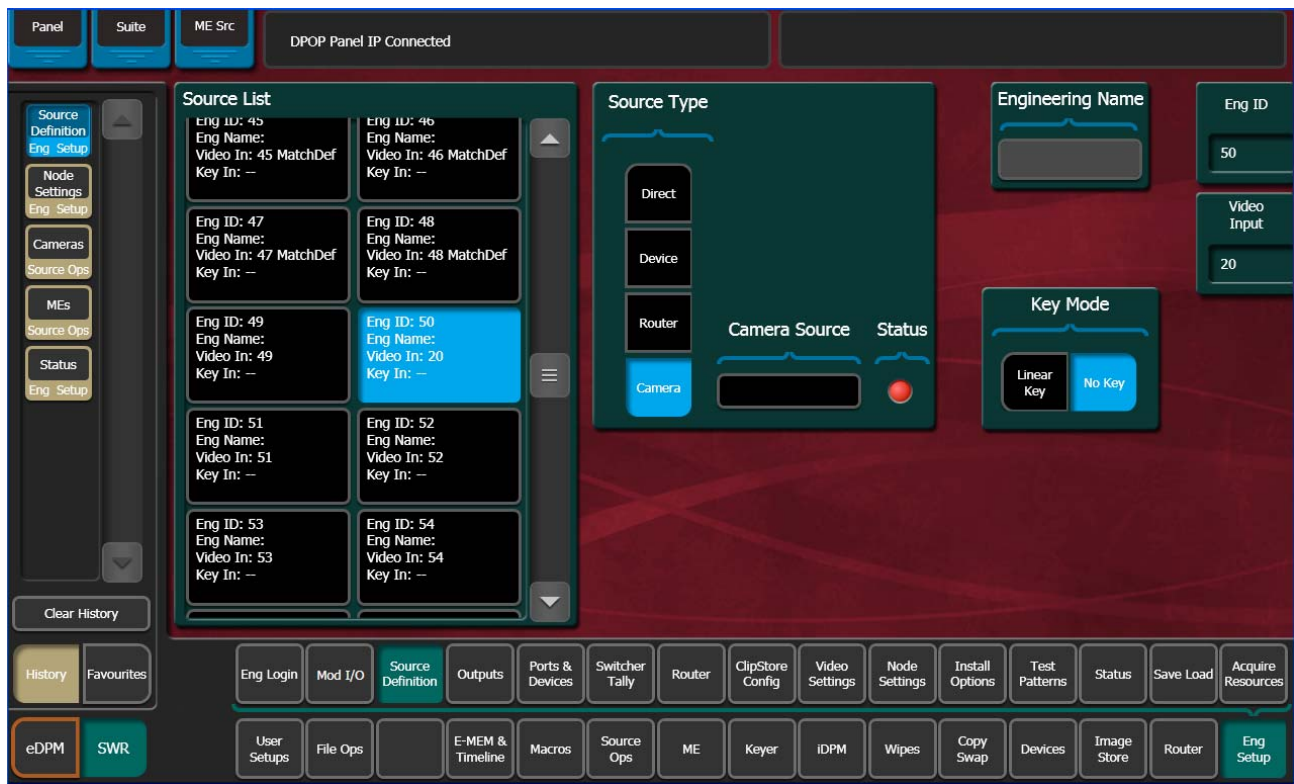 Panel
Suite
ME Src
DPOP Panel IP Connected
Source
Definition
Eng Setup
Node
Settings
Eng Setup
Cameras
Source Ops
MEs
Source Ops
Status
Eng Setup
Clear History
History
Favourites
eDPM
SWR
Source List
Eng ID: 45
Eng Name:
Video In: 45 MatchDef
Key In: --
Eng ID: 46
Eng Name:
Video In: 46 MatchDef
Key In: --
Eng ID: 47
Eng Name:
Video In: 47 MatchDef
Key In: --
Eng ID: 48
Eng Name:
Video In: 48 MatchDef
Key In: --
Eng ID: 49
Eng Name:
Video In: 49
Key In: --
Eng ID: 50
Eng Name:
Video In: 20
Key In: --
Eng ID: 51
Eng Name:
Video In: 51
Key In: --
Eng ID: 52
Eng Name:
Video In: 52
Key In: --
Eng ID: 53
Eng Name:
Video In: 53
Key In: --
Eng ID: 54
Eng Name:
Video In: 54
Key In: --
Source Type
Direct
Device
Router
Camera
Camera Source
Status
Engineering Name
Eng ID
50
Video
Input
20
Key Mode
Linear
Key
No Key
Eng Login
Mod I/O
Source
Definition
Outputs
Ports &
Devices
Switcher
Tally
Router
ClipStore
Config
Video
Settings
Node
Settings
Install
Options
Test
Patterns
Status
Save Load
Acquire
Resources
User
Setups
File Ops
E-MEM &
Timeline
Macros
Source
Ops
ME
Keyer
iDPM
Wipes
Copy
Swap
Devices
Image
Store
Router
Eng
Setup